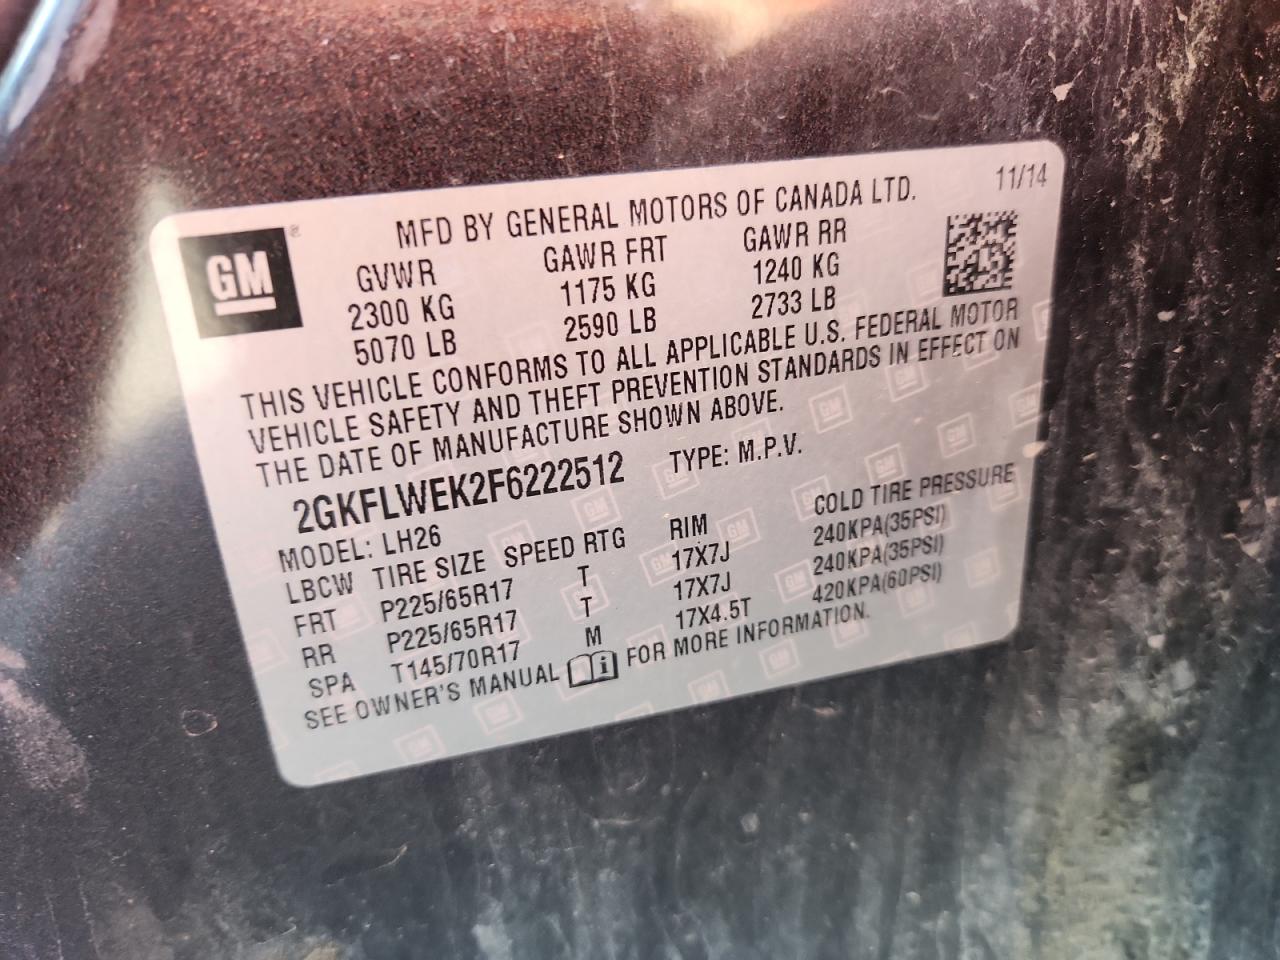 MFD BY GENERAL MOTORS OF CANADA LTD. 11/14
GM ®
GVWR GAWR FRT GAWR RR
2300 KG 1175 KG 1240 KG
5070 LB 2590 LB 2733 LB
THIS VEHICLE CONFORMS TO ALL APPLICABLE U.S. FEDERAL MOTOR
VEHICLE SAFETY AND THEFT PREVENTION STANDARDS IN EFFECT ON
THE DATE OF MANUFACTURE SHOWN ABOVE.
2GKFLWEK2F6222512 TYPE: M.P.V.
MODEL: LH26
LBCW TIRE SIZE SPEED RTG RIM COLD TIRE PRESSURE
FRT P225/65R17 T 17X7J 240KPA(35PSI)
RR P225/65R17 T 17X7J 240KPA(35PSI)
SPA T145/70R17 M 17X4.5T 420KPA(60PSI)
SEE OWNER'S MANUAL i FOR MORE INFORMATION.